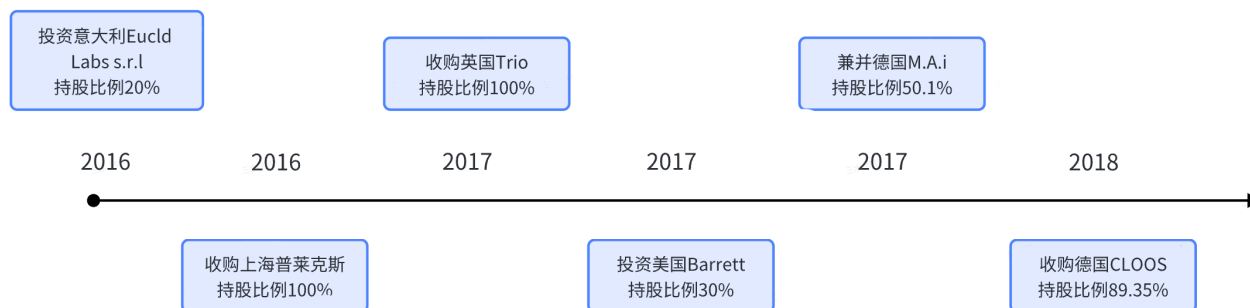 投资意大利Eucld
Labs s.r.l
持股比例20%
收购英国Trio
持股比例100%
兼并德国M.A.i
持股比例50.1%
2016
2016
2017
2017
2017
2018
收购上海普莱克斯
持股比例100%
投资美国Barrett
持股比例30%
收购德国CLOOS
持股比例89.35%